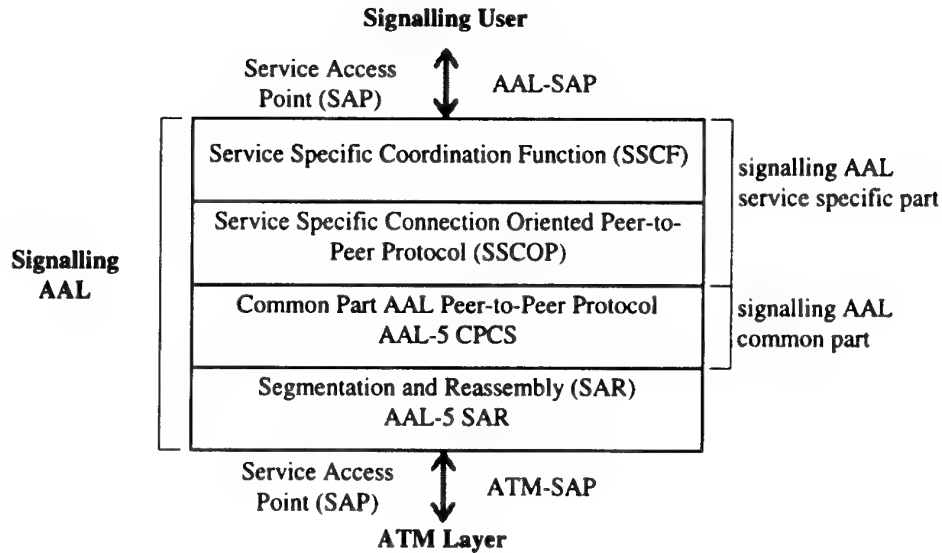 Signalling User
Service Access
Point (SAP)
AAL-SAP
Service Specific Coordination Function (SSCF)
signalling AAL
service specific part
Service Specific Connection Oriented Peer-to-
Peer Protocol (SSCOP)
Signalling
AAL
Common Part AAL Peer-to-Peer Protocol
AAL-5 CPCS
signalling AAL
common part
Segmentation and Reassembly (SAR)
AAL-5 SAR
Service Access
Point (SAP)
ATM-SAP
ATM Layer